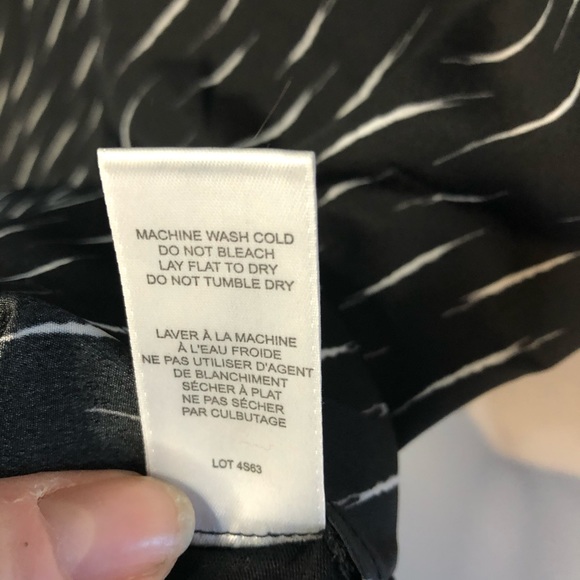 MACHINE WASH COLD
DO NOT BLEACH
LAY FLAT TO DRY
DO NOT TUMBLE DRY
LAVER À LA MACHINE
À L'EAU FROIDE
NE PAS UTILISER D'AGENT
DE BLANCHIMENT
SÉCHER À PLAT
NE PAS SÉCHER
PAR CULBUTAGE
LOT 4S63